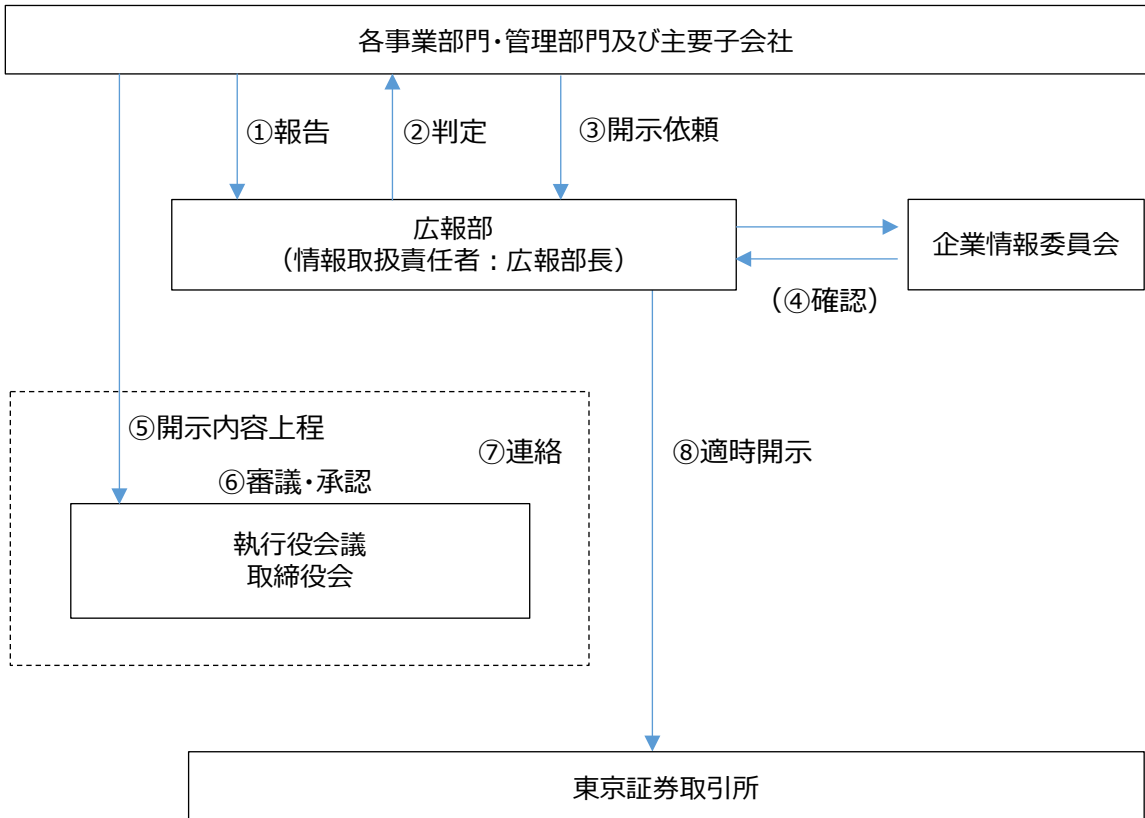 各事業部門・管理部門及び主要子会社
①報告
②判定
③開示依頼
広報部
（情報取扱責任者：広報部長）
企業情報委員会
（④確認）
⑤開示内容上程
⑦連絡
⑧適時開示
⑥審議・承認
執行役会議
取締役会
東京証券取引所